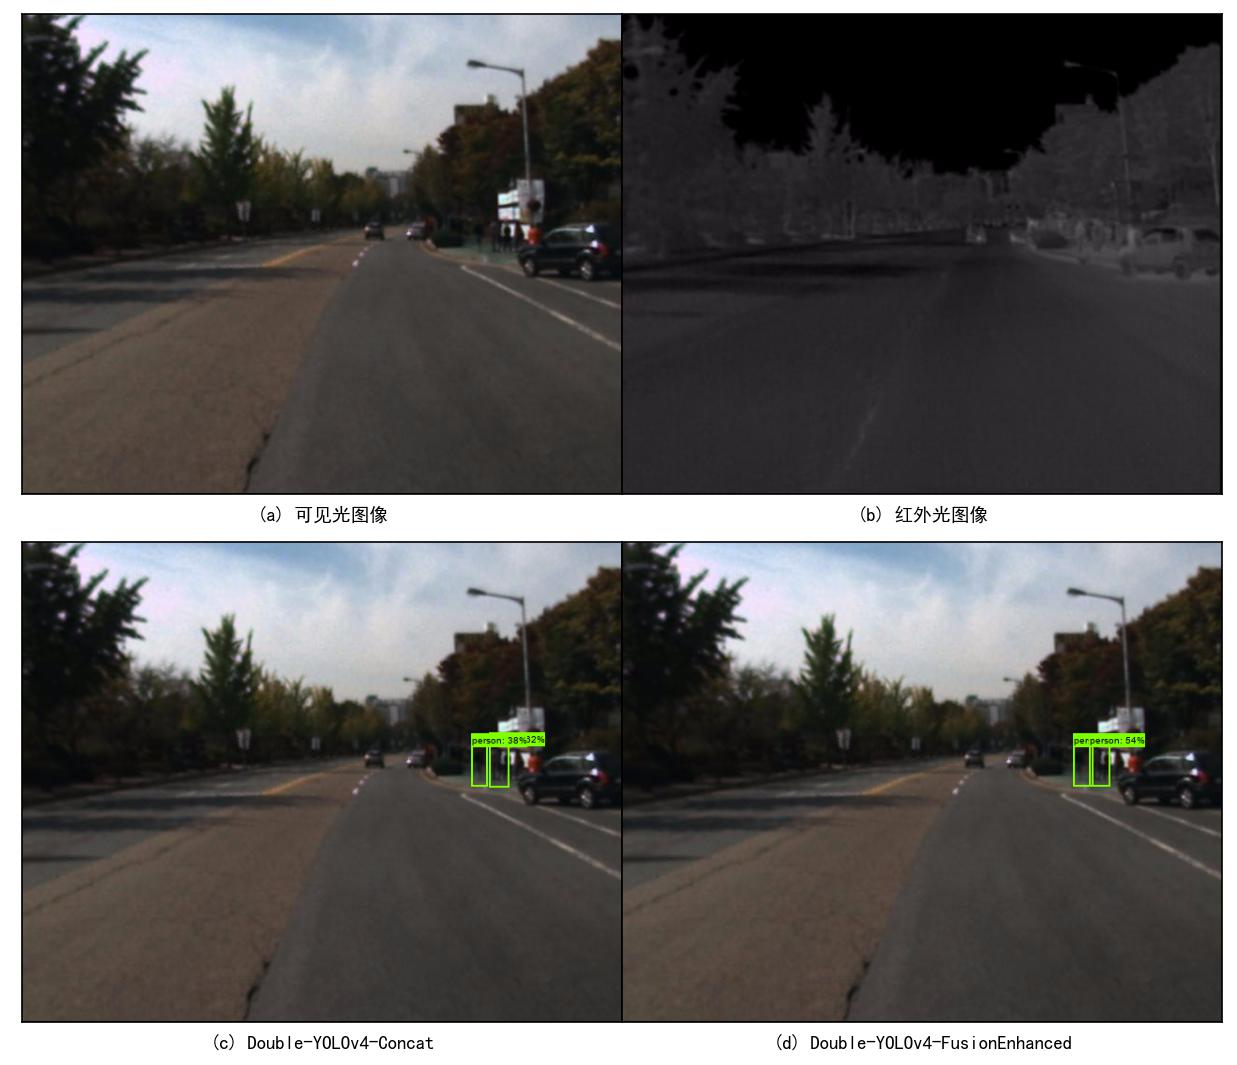 (a) 可见光图像
(b) 红外光图像
person: 38% 32%
per person: 54%
(c) Double-YOLOv4-Concat
(d) Double-YOLOv4-FusionEnhanced